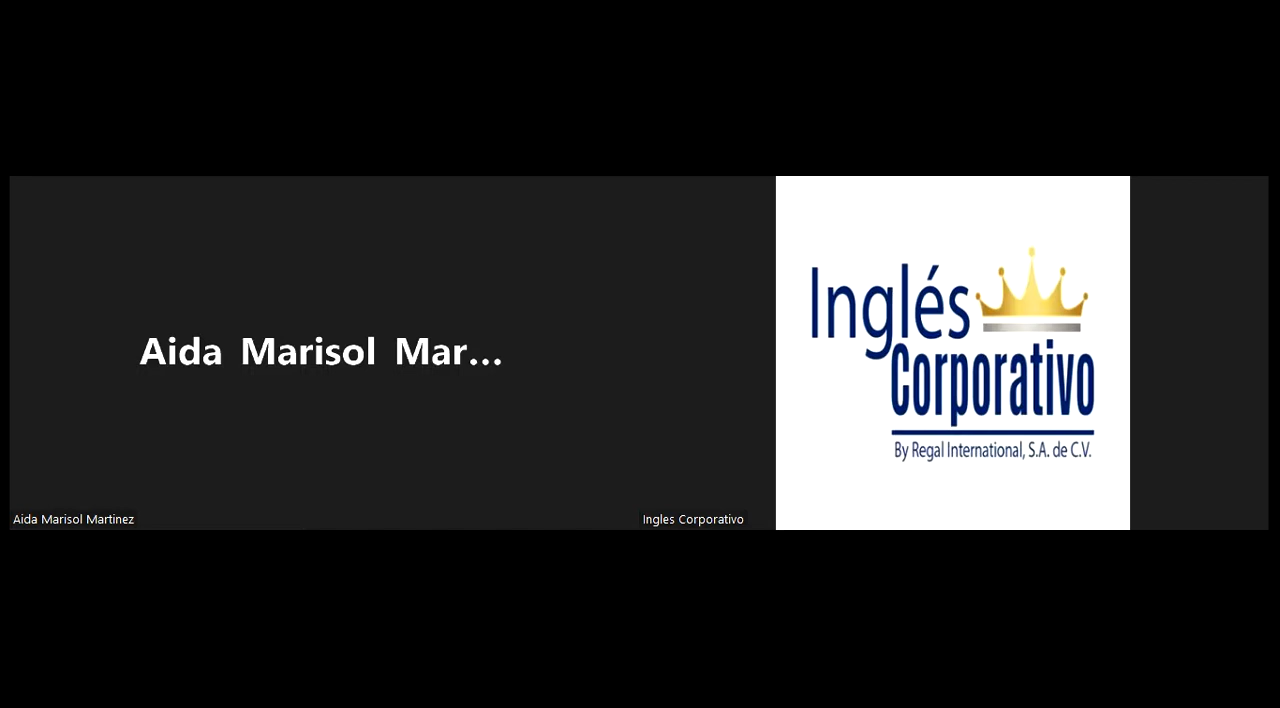 Aida Marisol Mar...
Aida Marisol Martinez
Ingles Corporativo
Inglés
Corporativo
By Regal International, S.A. de C.V.